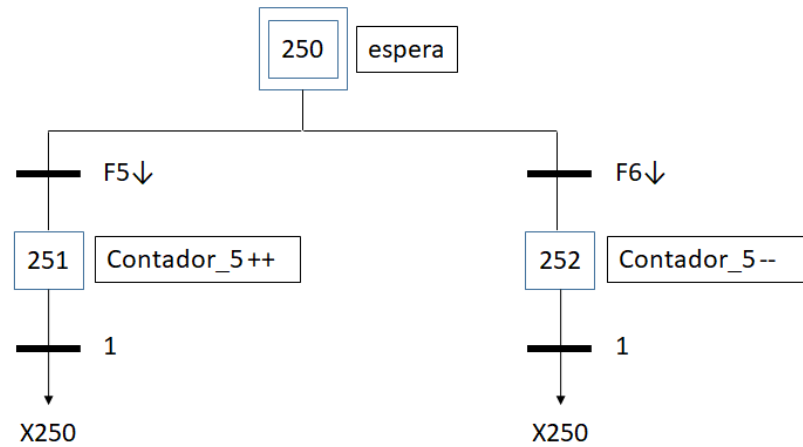 250 espera
F5↓ F6↓
251 Contador_5++ 252 Contador_5--
1 1
X250 X250